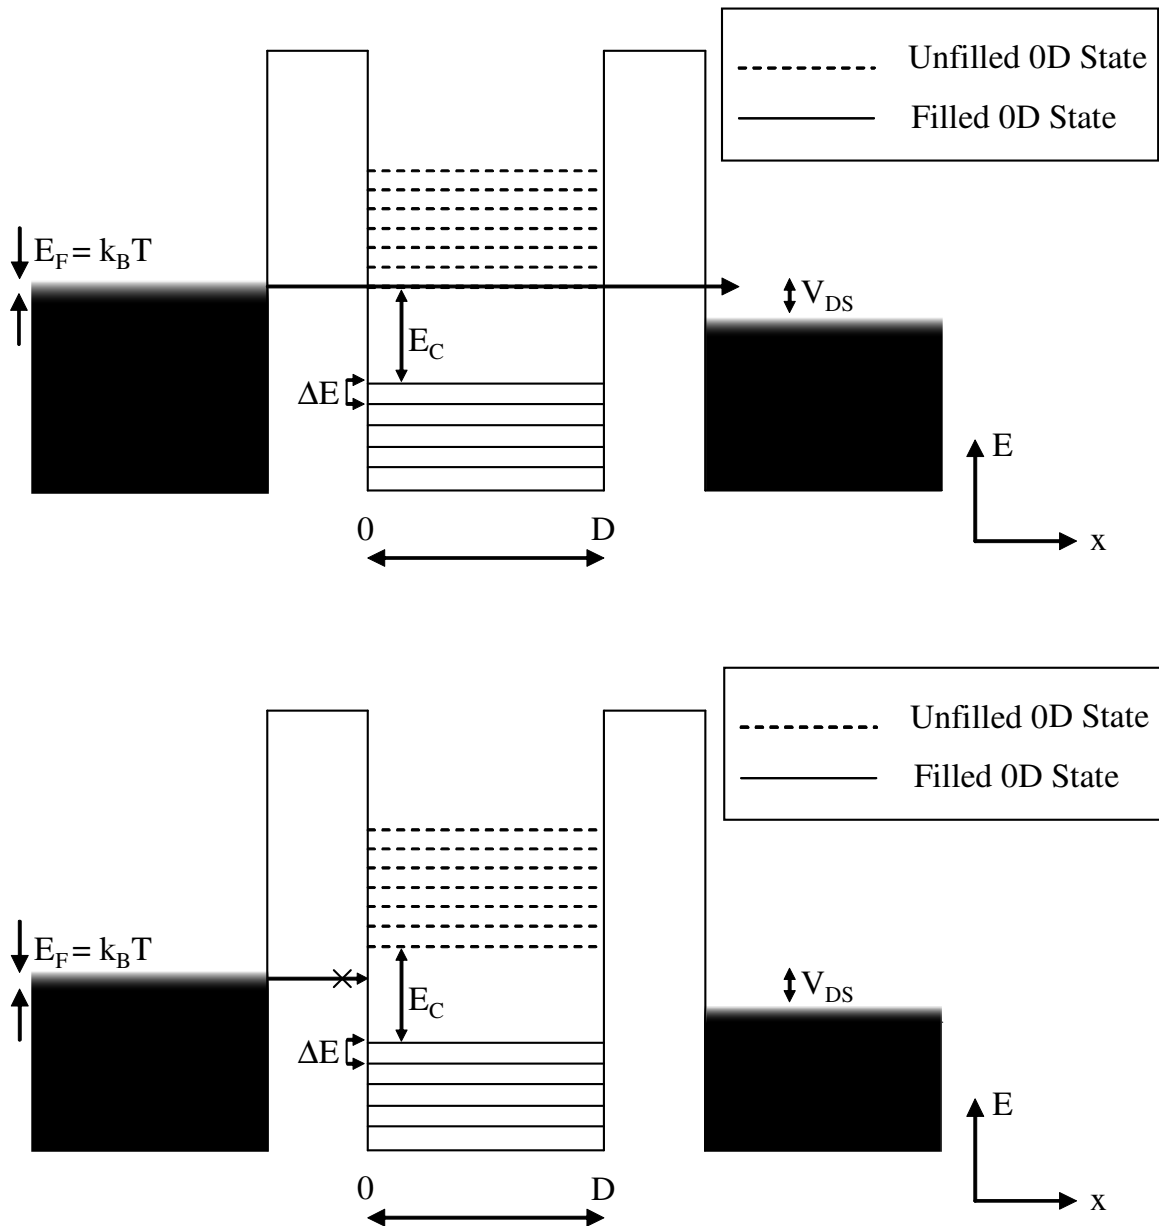 Unfilled 0D State
Filled 0D State
E_F = k_BT
V_DS
E_C
ΔE
E
0 D
x
Unfilled 0D State
Filled 0D State
E_F = k_BT
V_DS
E_C
ΔE
E
0 D
x